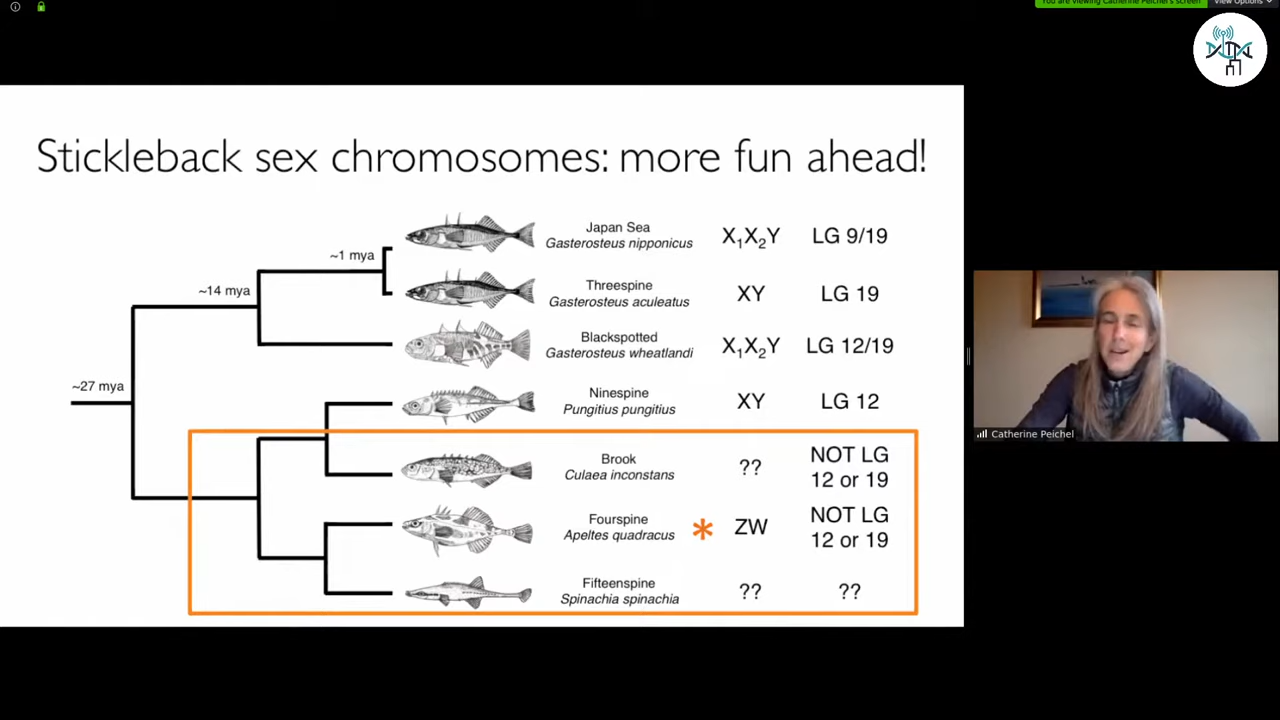 You are viewing Catherine Peichel's screen
View Options
Stickleback sex chromosomes: more fun ahead!
~1 mya
~14 mya
~27 mya
Japan Sea
Gasterosteus nipponicus
X₁X₂Y
LG 9/19
Threespine
Gasterosteus aculeatus
XY
LG 19
Blackspotted
Gasterosteus wheatlandi
X₁X₂Y
LG 12/19
Ninespine
Pungitius pungitius
XY
LG 12
Brook
Culaea inconstans
??
NOT LG
12 or 19
Fourspine
Apeltes quadracus
* ZW
NOT LG
12 or 19
Fifteenspine
Spinachia spinachia
??
??
Catherine Peichel